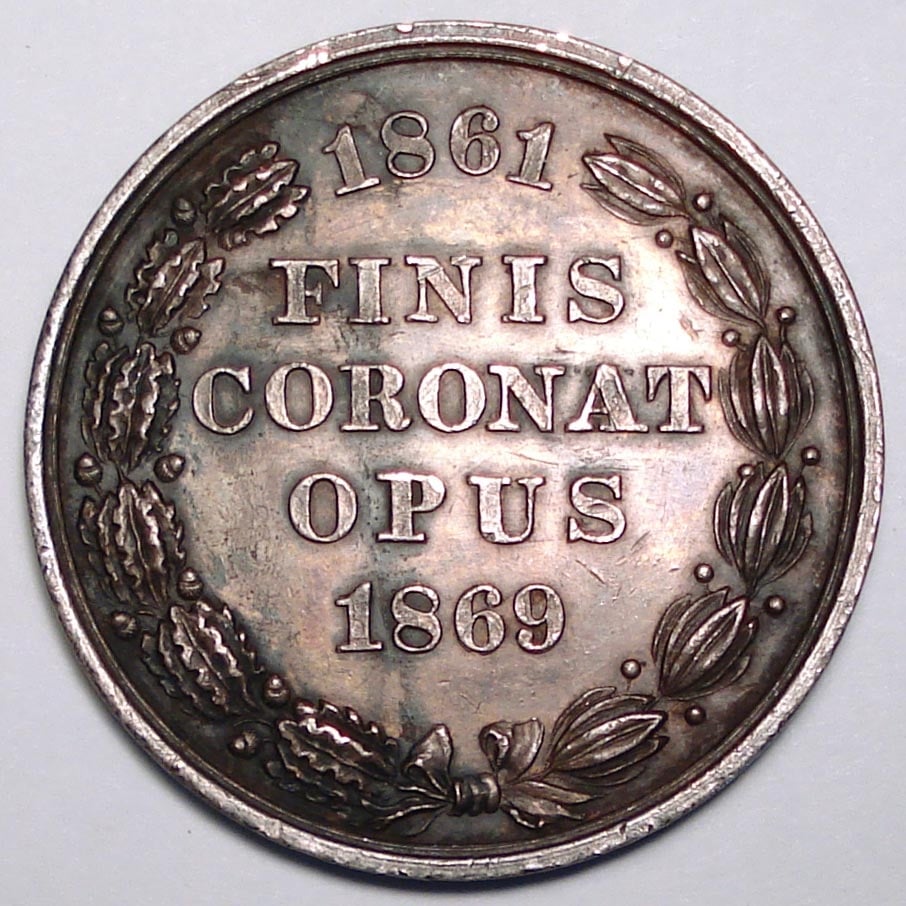 1861
FINIS
CORONAT
OPUS
1869